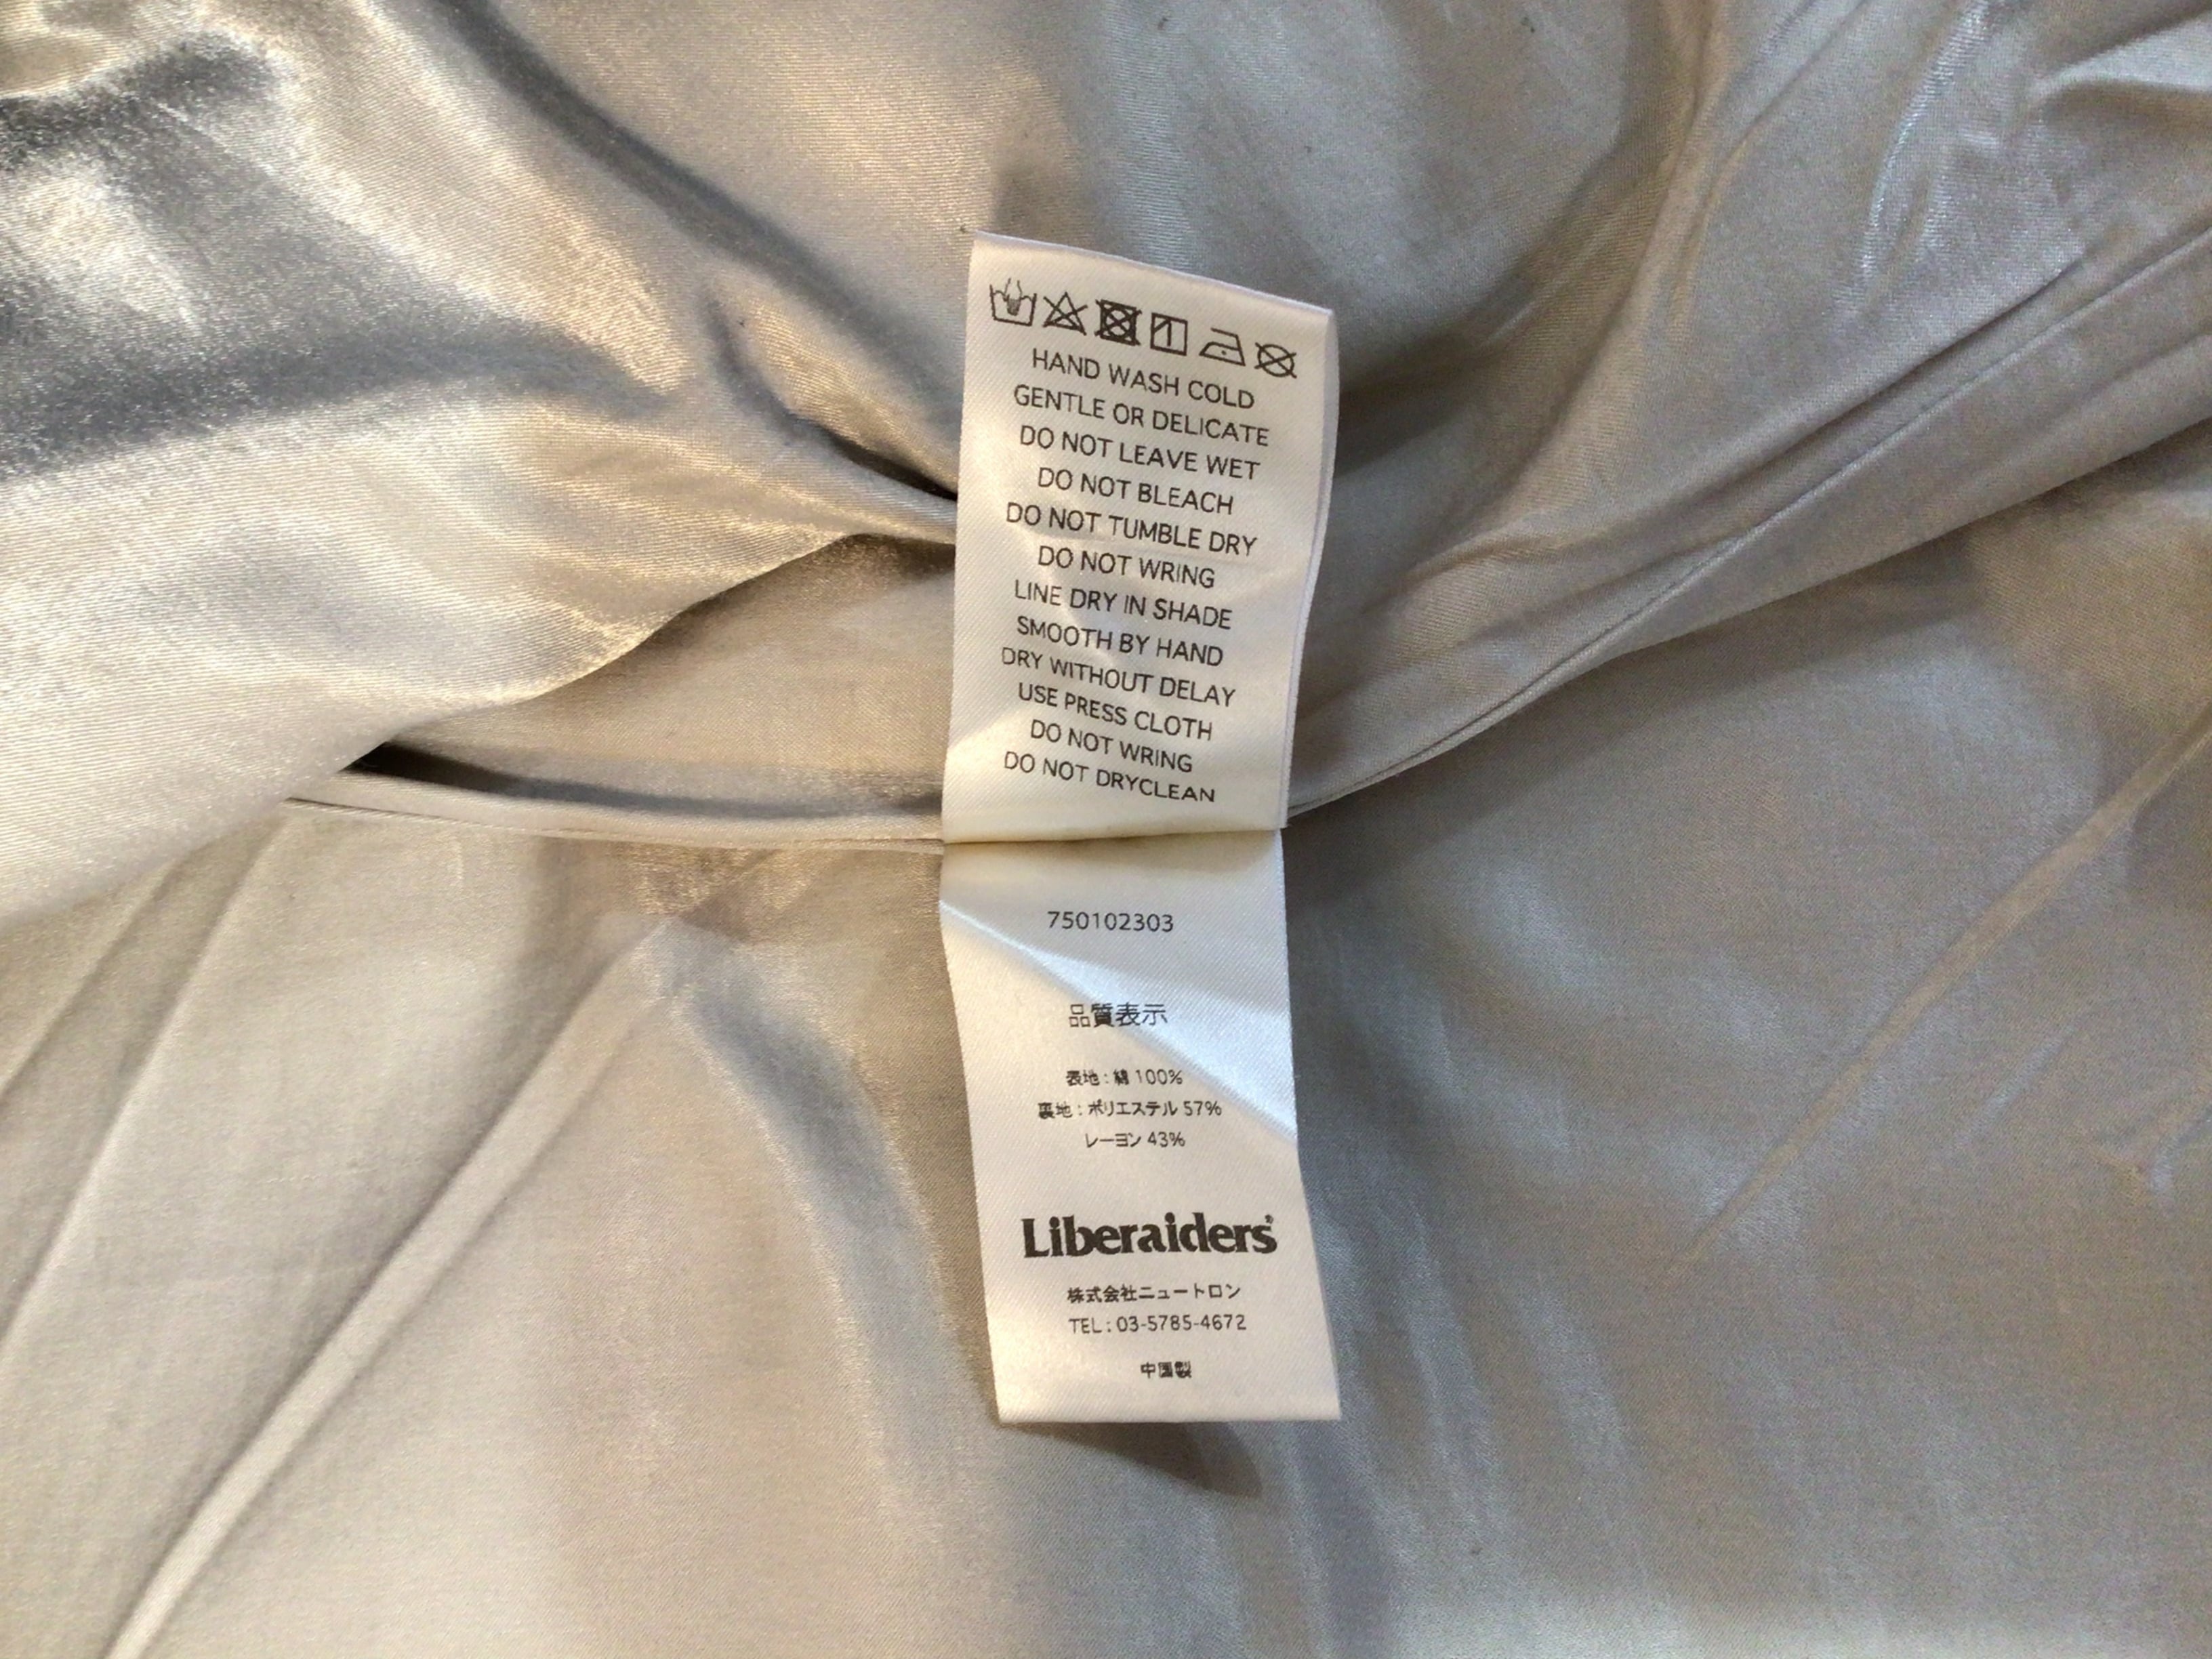 HAND WASH COLD
GENTLE OR DELICATE
DO NOT LEAVE WET
DO NOT BLEACH
DO NOT TUMBLE DRY
DO NOT WRING
LINE DRY IN SHADE
SMOOTH BY HAND
DRY WITHOUT DELAY
USE PRESS CLOTH
DO NOT WRING
DO NOT DRYCLEAN
750102303
品質表示
表地 : 綿 100%
裏地 : ポリエステル 57%
レーヨン 43%
Liberaiders®
株式会社ニュートロン
TEL : 03-5785-4672
中国製